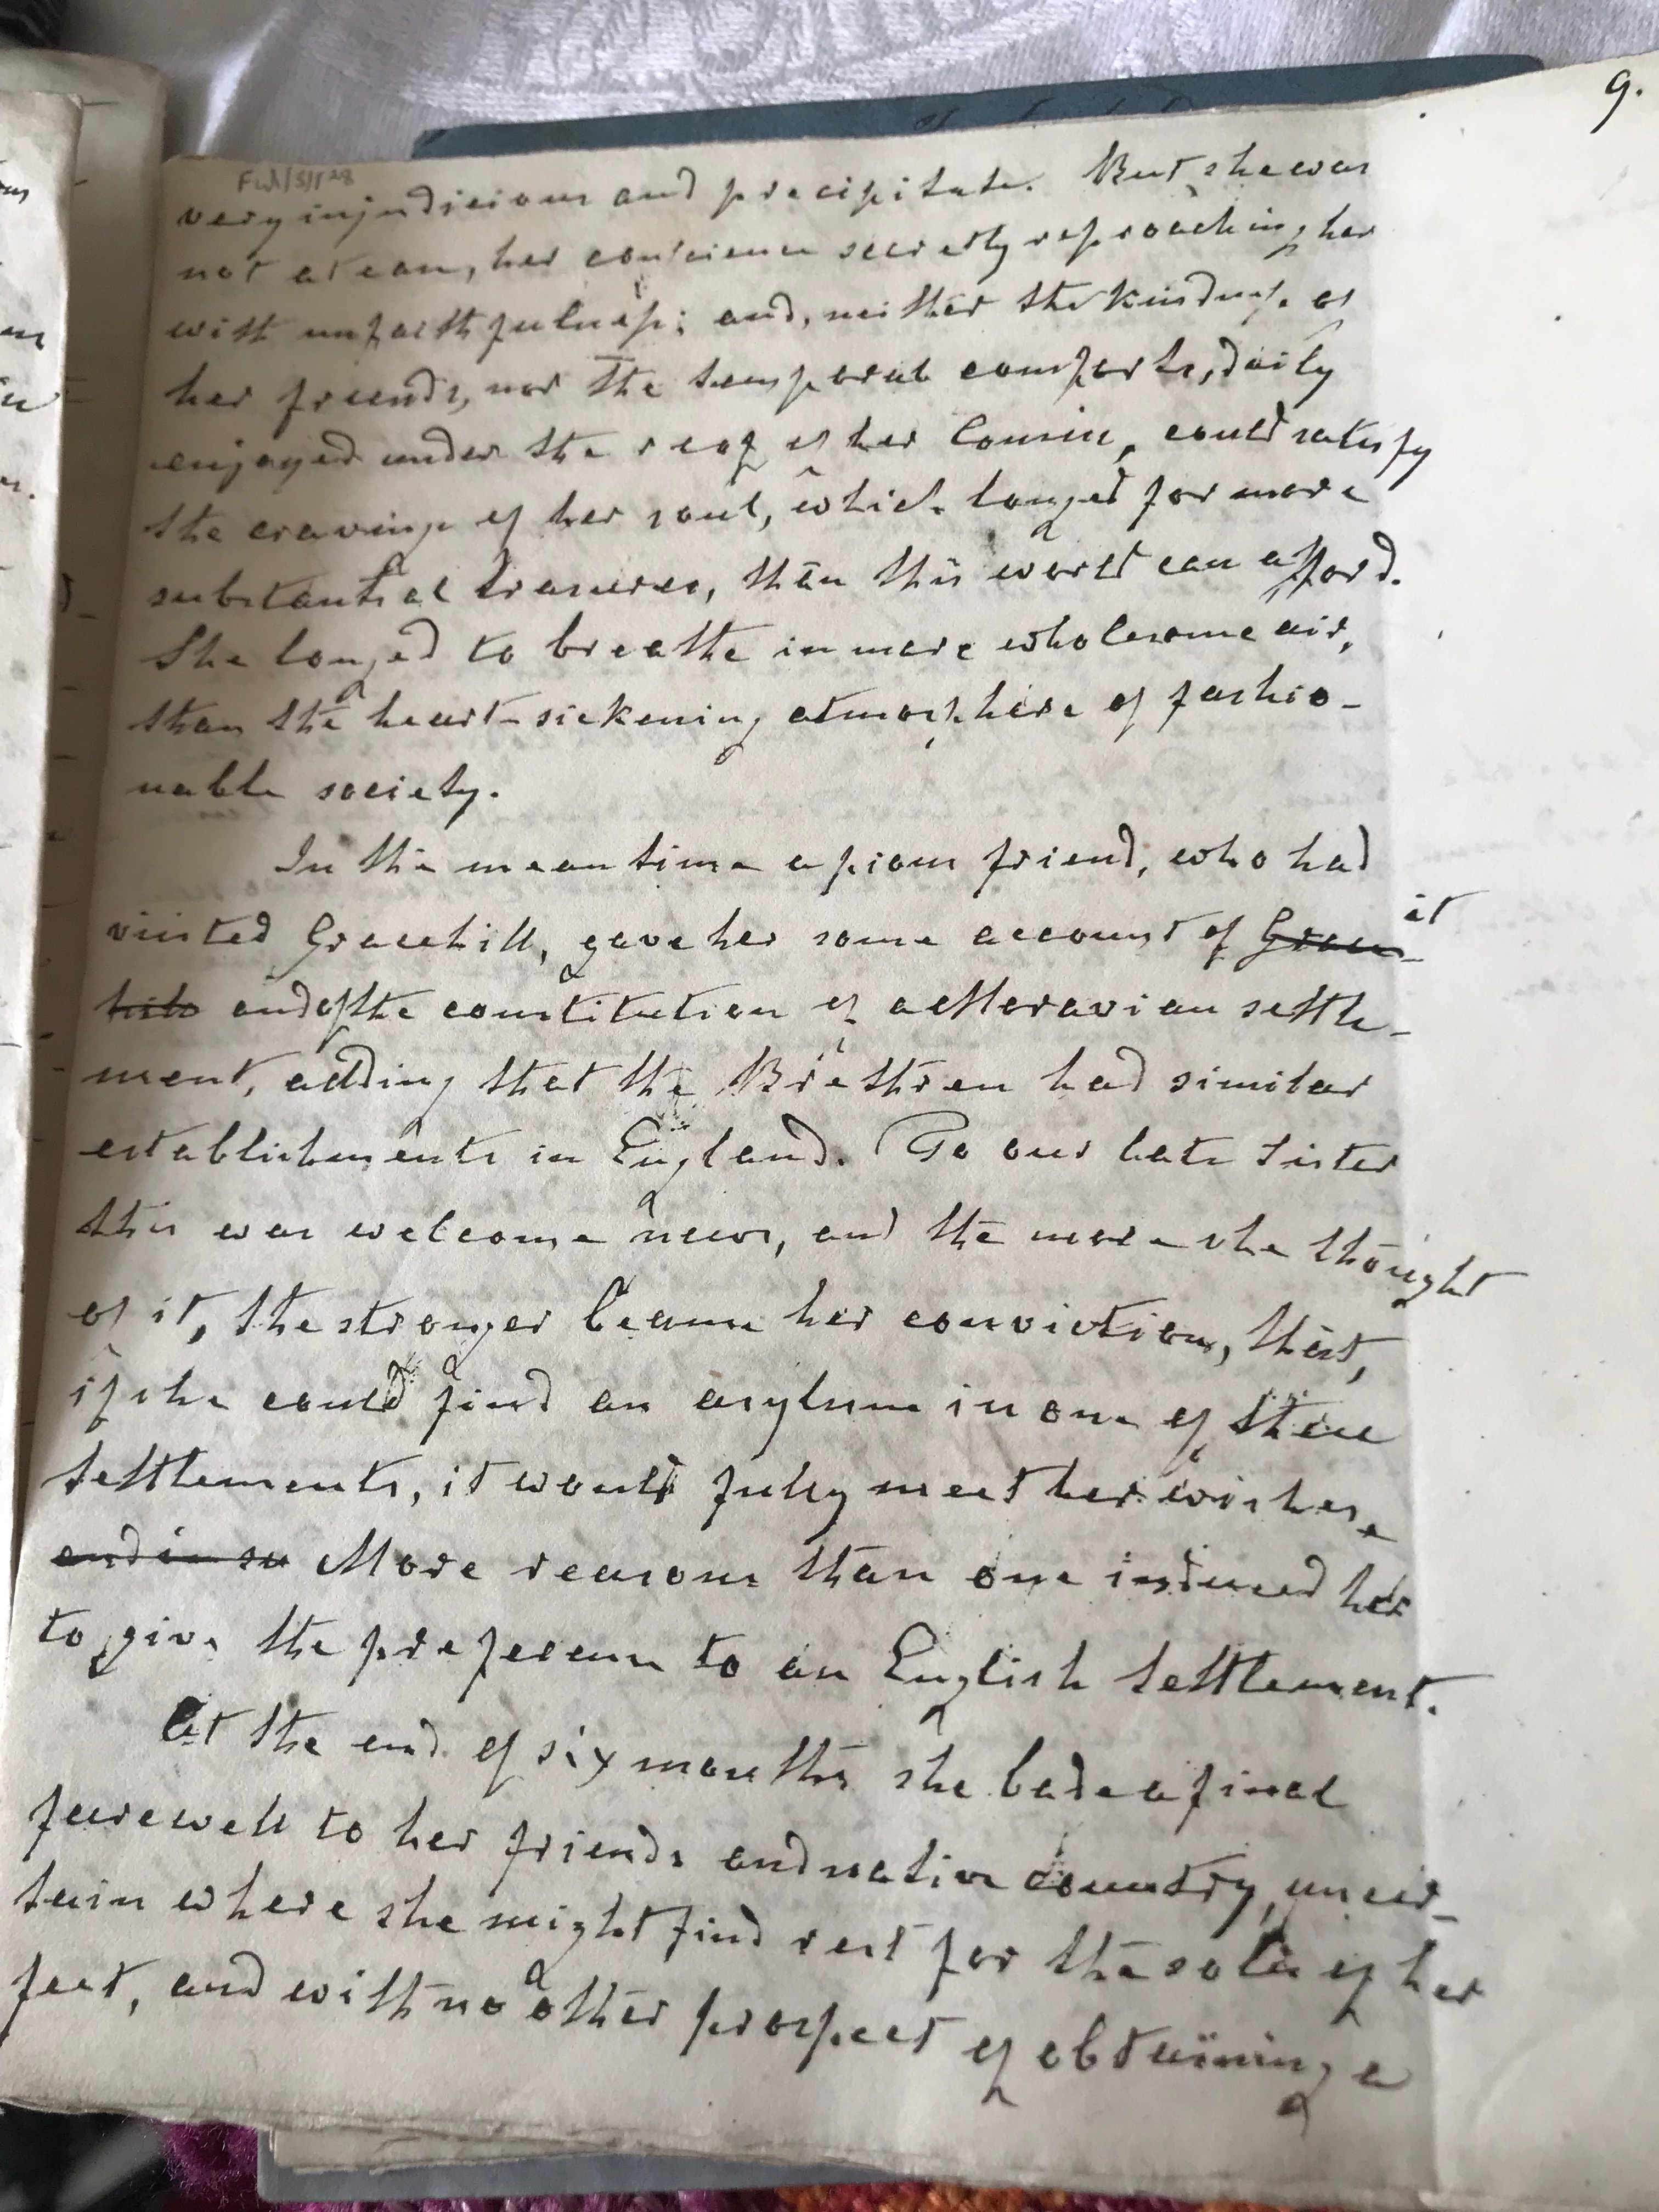 9.
very injudicious and precipitate. But she was
not at ease, her conscience secretly reproaching her
with unfaithfulness; and, neither the kindness of
her friends, nor the temporal comforts, daily
enjoyed under the roof of her Cousin, could satisfy
the cravings of her soul, which longed for more
substantial treasures, than this world can afford.
She longed to breathe in more wholesome air,
than the heart-sickening atmosphere of fashio-
nable society.
In the mean time a pious friend, who had
visited Gracehill, gave her some account of Grace- it
hill and of the constitution of a Moravian settle-
ment, adding that the Brethren had similar
establishments in England. To our late Sister
this was welcome news, and the more she thought
of it, the stronger became her conviction, that,
if she could find an asylum in one of these
Settlements, it would fully meet her wishes.
and in so More reasons than one induced her
to give the preference to an English Settlement.
At the end of six months she bade a final
farewell to her friends and native country, uncer-
tain where she might find rest for the soles of her
feet, and with no other prospect of obtaining a